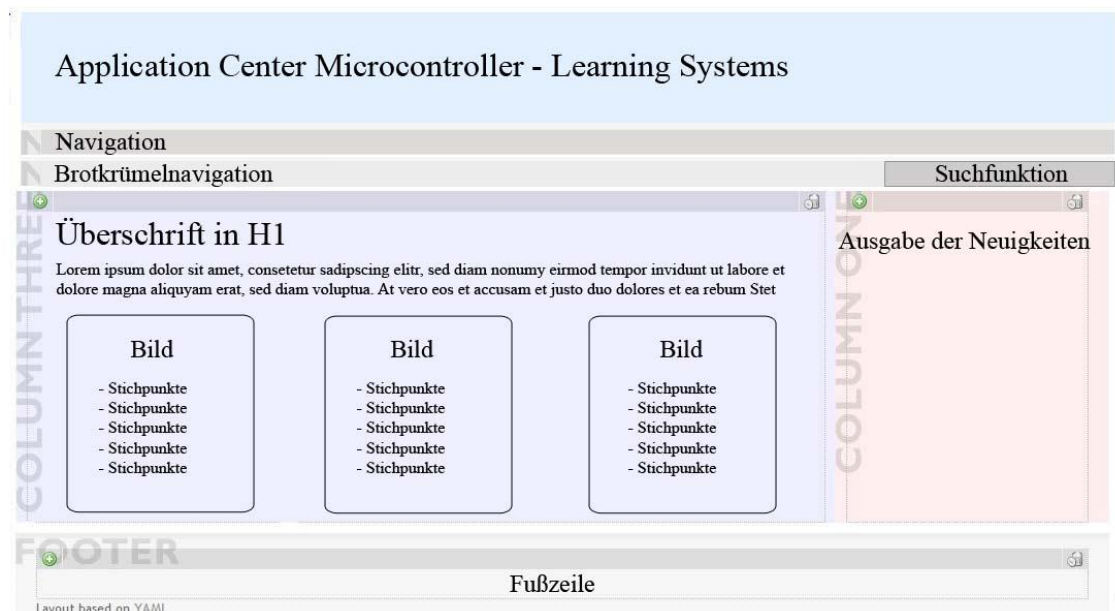 Application Center Microcontroller - Learning Systems
Navigation
Brotkrümelnavigation
Suchfunktion
COLUMN THREE
Überschrift in H1
Lorem ipsum dolor sit amet, consetetur sadipscing elitr, sed diam nonumy eirmod tempor invidunt ut labore et
dolore magna aliquyam erat, sed diam voluptua. At vero eos et accusam et justo duo dolores et ea rebum Stet
Bild
- Stichpunkte
- Stichpunkte
- Stichpunkte
- Stichpunkte
- Stichpunkte
Bild
- Stichpunkte
- Stichpunkte
- Stichpunkte
- Stichpunkte
- Stichpunkte
Bild
- Stichpunkte
- Stichpunkte
- Stichpunkte
- Stichpunkte
- Stichpunkte
COLUMN ONE
Ausgabe der Neuigkeiten
FOOTER
Fußzeile
Layout based on YAML